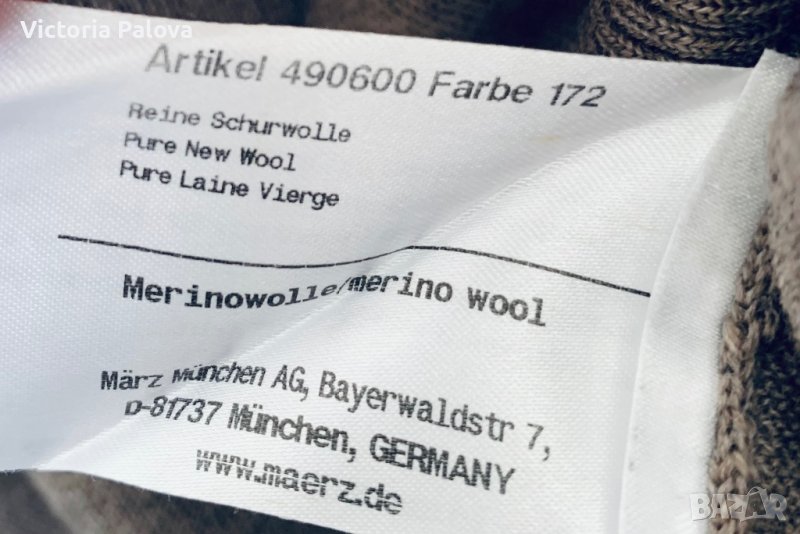 Victoria Palova
Artikel 490600 Farbe 172
Reine Schurwolle
Pure New Wool
Pure Laine Vierge
Merinowolle/merino wool
März München AG, Bayerwaldstr 7,
D-81737 München, GERMANY
www.maerz.de
BAZAR